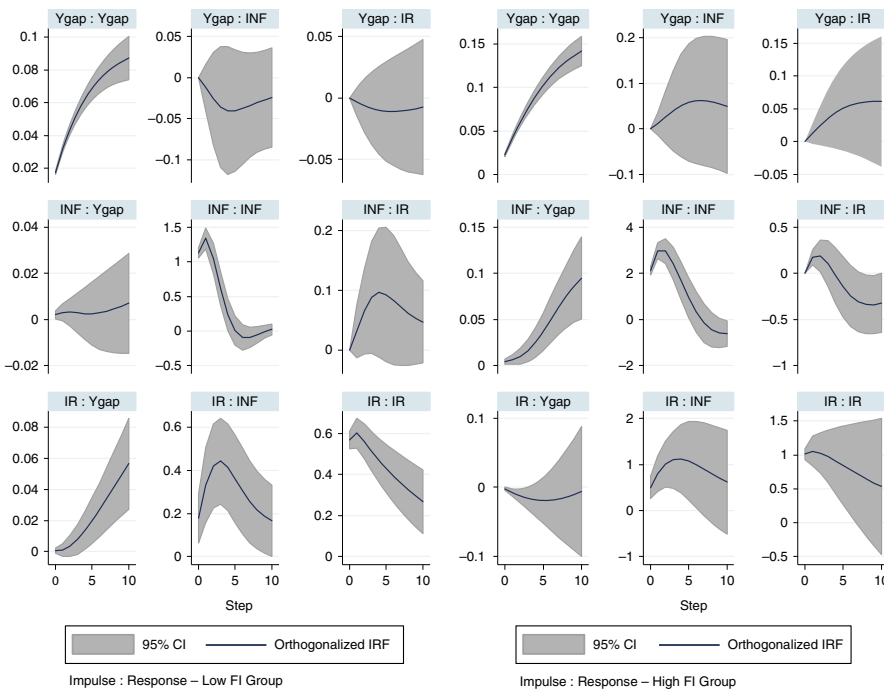 Ygap : Ygap
Ygap : INF
Ygap : IR
Ygap : Ygap
Ygap : INF
Ygap : IR
0.1
0.08
0.06
0.04
0.02
0.05
0
−0.05
−0.1
0.05
0
−0.05
0.15
0.1
0.05
0
0.2
0.1
0
−0.1
0.15
0.1
0.05
0
−0.05
INF : Ygap
INF : INF
INF : IR
INF : Ygap
INF : INF
INF : IR
0.04
0.02
0
−0.02
1.5
1
0.5
0
−0.5
0.2
0.1
0
0.15
0.1
0.05
0
4
2
0
−2
0.5
0
−0.5
−1
IR : Ygap
IR : INF
IR : IR
IR : Ygap
IR : INF
IR : IR
0.08
0.06
0.04
0.02
0
0.6
0.4
0.2
0
0.6
0.4
0.2
0
0.1
0
−0.1
2
1
0
−1
1.5
1
0.5
0
−0.5
0 5 10
0 5 10
0 5 10
0 5 10
0 5 10
0 5 10
Step
Step
95% CI
Orthogonalized IRF
95% CI
Orthogonalized IRF
Impulse : Response – Low FI Group
Impulse : Response – High FI Group